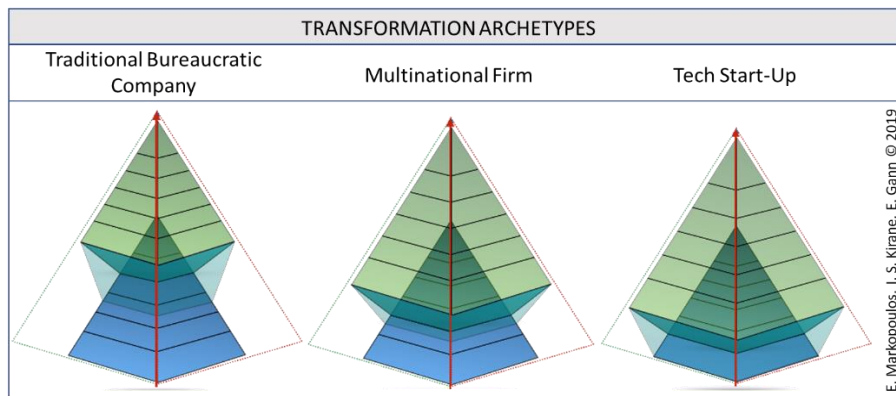 TRANSFORMATION ARCHETYPES
Traditional Bureaucratic
Company
Multinational Firm
Tech Start-Up
E. Markopoulos, J. S. Kirane, E. Gann © 2019